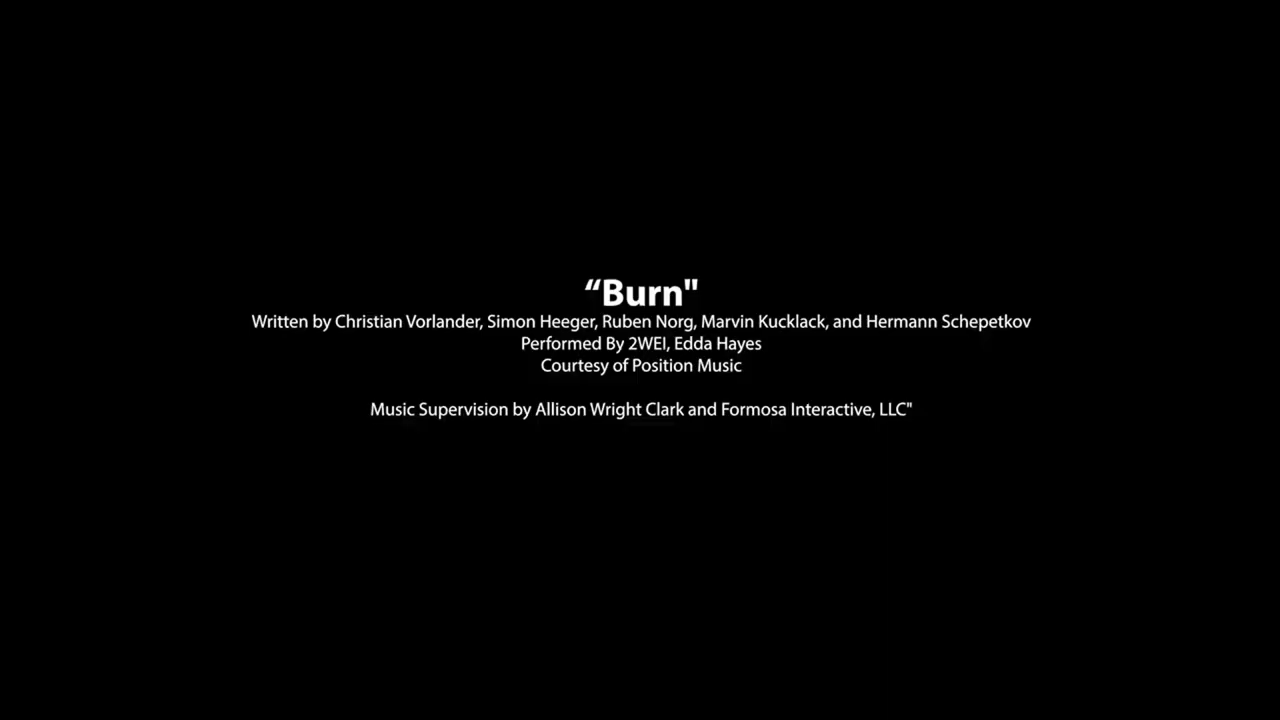 “Burn"
Written by Christian Vorlander, Simon Heeger, Ruben Norg, Marvin Kucklack, and Hermann Schepetkov
Performed By 2WEI, Edda Hayes
Courtesy of Position Music
Music Supervision by Allison Wright Clark and Formosa Interactive, LLC"